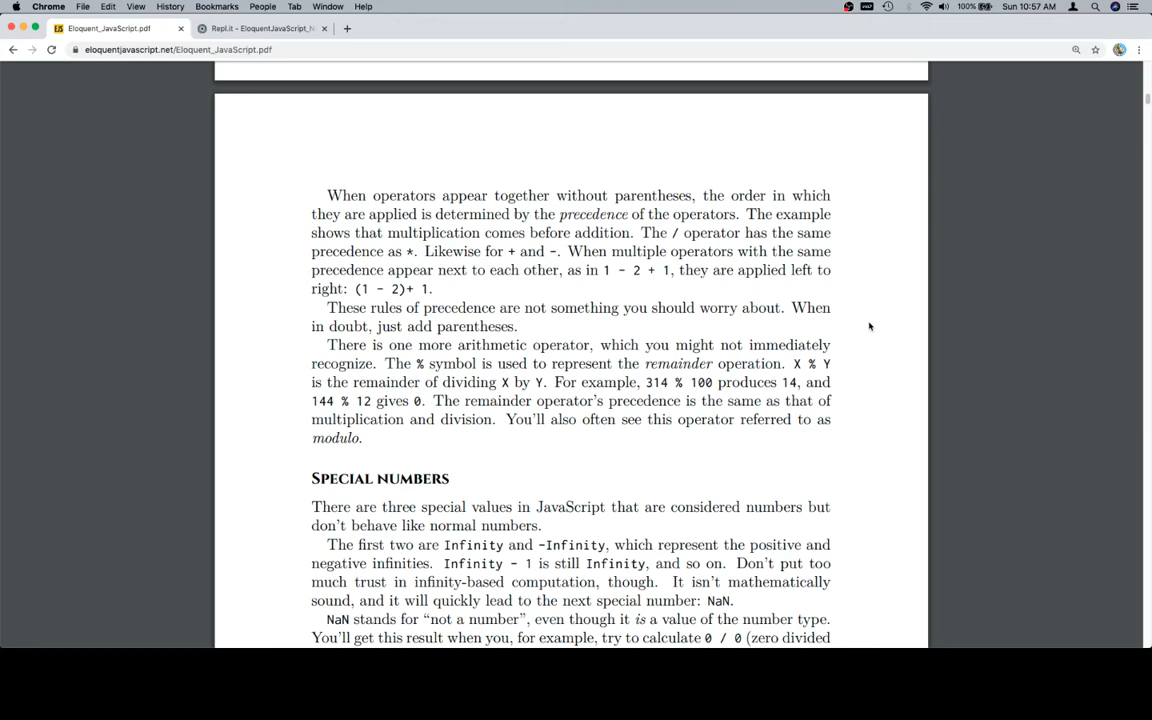 Chrome File Edit View History Bookmarks People Tab Window Help 100% Sun 10:57 AM
Eloquent_JavaScript.pdf Repl.it - EloquentJavaScript_N
eloquentjavascript.net/Eloquent_JavaScript.pdf
When operators appear together without parentheses, the order in which
they are applied is determined by the precedence of the operators. The example
shows that multiplication comes before addition. The / operator has the same
precedence as *. Likewise for + and -. When multiple operators with the same
precedence appear next to each other, as in 1 - 2 + 1, they are applied left to
right: (1 - 2)+ 1.
These rules of precedence are not something you should worry about. When
in doubt, just add parentheses.
There is one more arithmetic operator, which you might not immediately
recognize. The % symbol is used to represent the remainder operation. X % Y
is the remainder of dividing X by Y. For example, 314 % 100 produces 14, and
144 % 12 gives 0. The remainder operator's precedence is the same as that of
multiplication and division. You'll also often see this operator referred to as
modulo.
Special numbers
There are three special values in JavaScript that are considered numbers but
don't behave like normal numbers.
The first two are Infinity and -Infinity, which represent the positive and
negative infinities. Infinity - 1 is still Infinity, and so on. Don't put too
much trust in infinity-based computation, though. It isn't mathematically
sound, and it will quickly lead to the next special number: NaN.
NaN stands for “not a number”, even though it is a value of the number type.
You'll get this result when you, for example, try to calculate 0 / 0 (zero divided